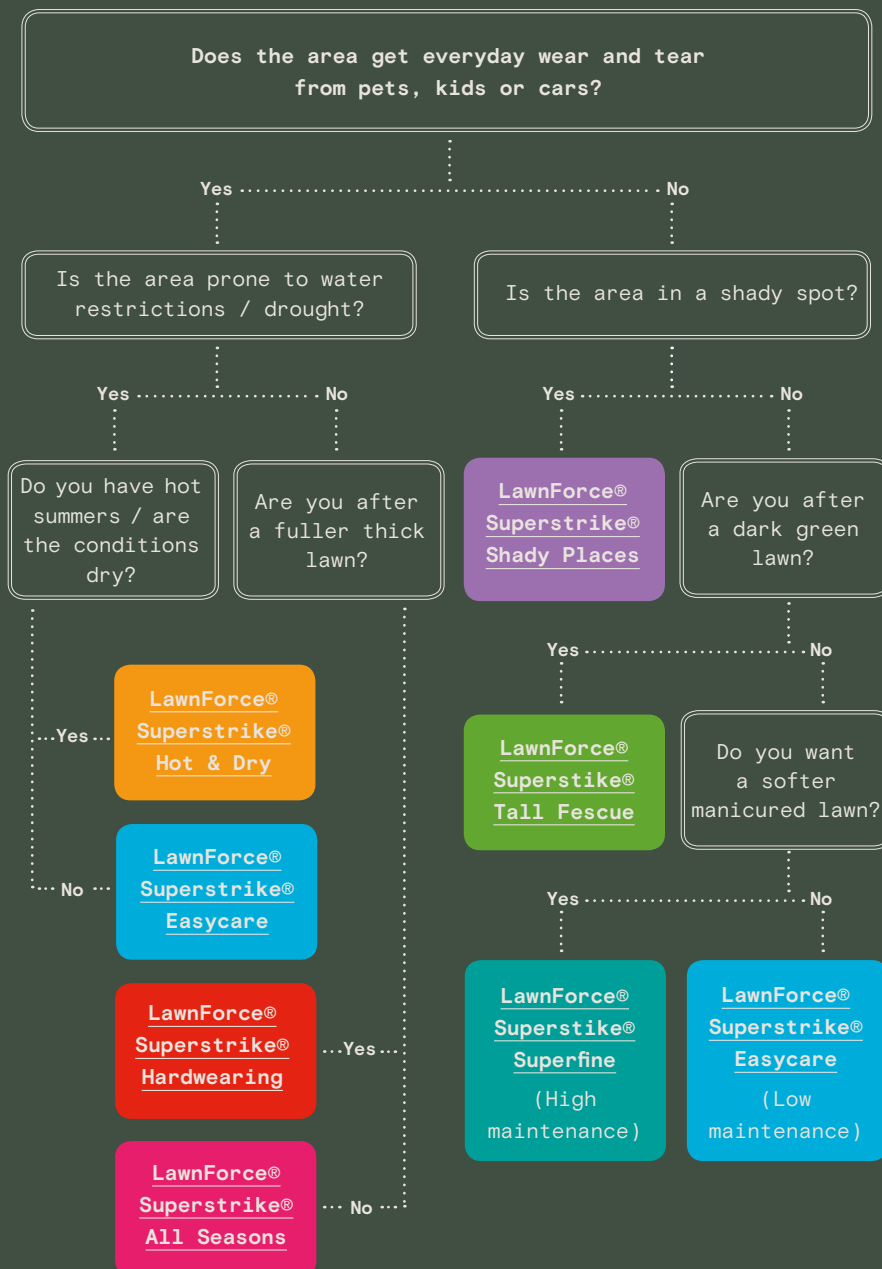 Does the area get everyday wear and tear
from pets, kids or cars?
Yes
No
Is the area prone to water
restrictions / drought?
Is the area in a shady spot?
Yes
No
Yes
No
Do you have hot
summers / are
the conditions
dry?
Are you after
a fuller thick
lawn?
LawnForce®
Superstrike®
Shady Places
Are you after
a dark green
lawn?
Yes
No
Yes
LawnForce®
Superstrike®
Hot & Dry
LawnForce®
Superstike®
Tall Fescue
Do you want
a softer
manicured lawn?
No
LawnForce®
Superstrike®
Easycare
Yes
No
LawnForce®
Superstrike®
Hardwearing
Yes
LawnForce®
Superstike®
Superfine
(High
maintenance)
LawnForce®
Superstrike®
Easycare
(Low
maintenance)
LawnForce®
Superstrike®
All Seasons
No